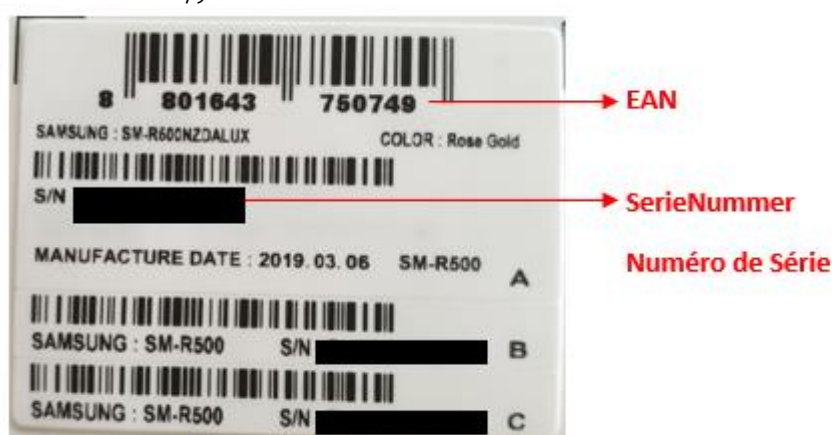 8 801643 750749
EAN
SAMSUNG : SM-R500NZDALUX
COLOR : Rose Gold
S/N
SerieNummer
Numéro de Série
MANUFACTURE DATE : 2019.03.06 SM-R500
A
SAMSUNG : SM-R500 S/N
B
SAMSUNG : SM-R500 S/N
C